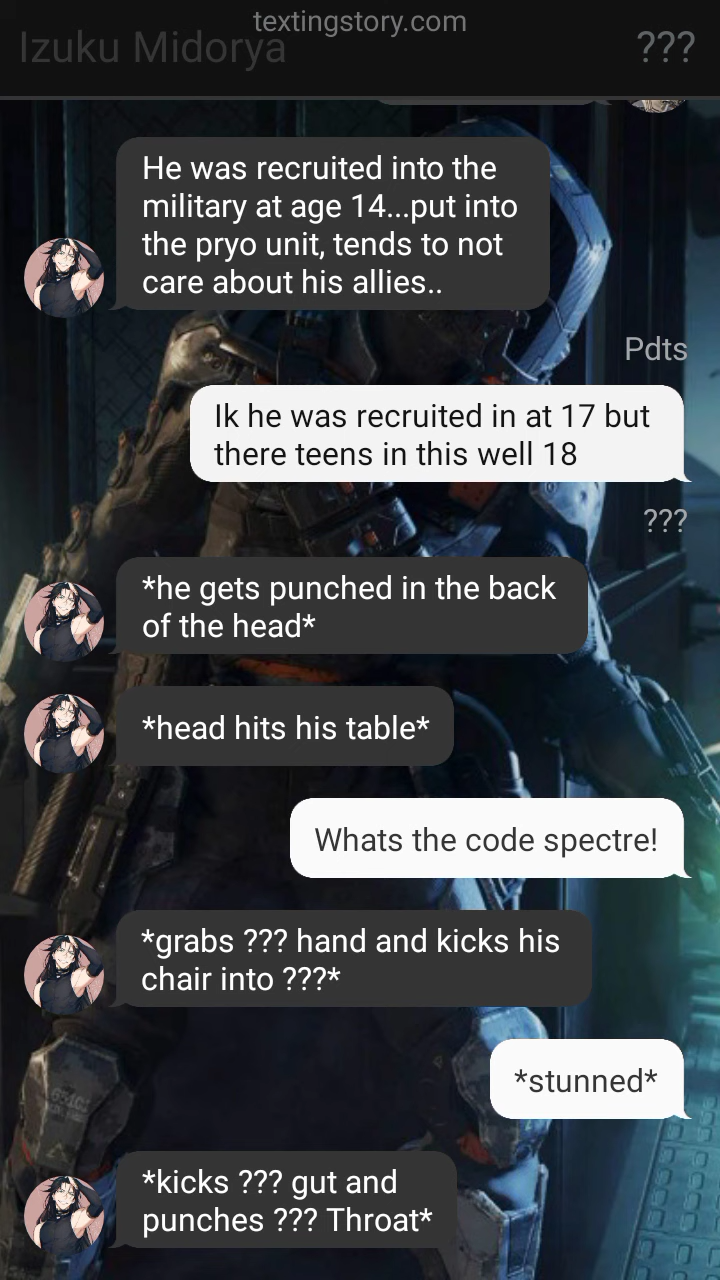 textingstory.com
Izuku Midorya
???
He was recruited into the
military at age 14...put into
the pryo unit, tends to not
care about his allies..
Pdts
Ik he was recruited in at 17 but
there teens in this well 18
???
*he gets punched in the back
of the head*
*head hits his table*
Whats the code spectre!
*grabs ??? hand and kicks his
chair into ???*
*stunned*
*kicks ??? gut and
punches ??? Throat*